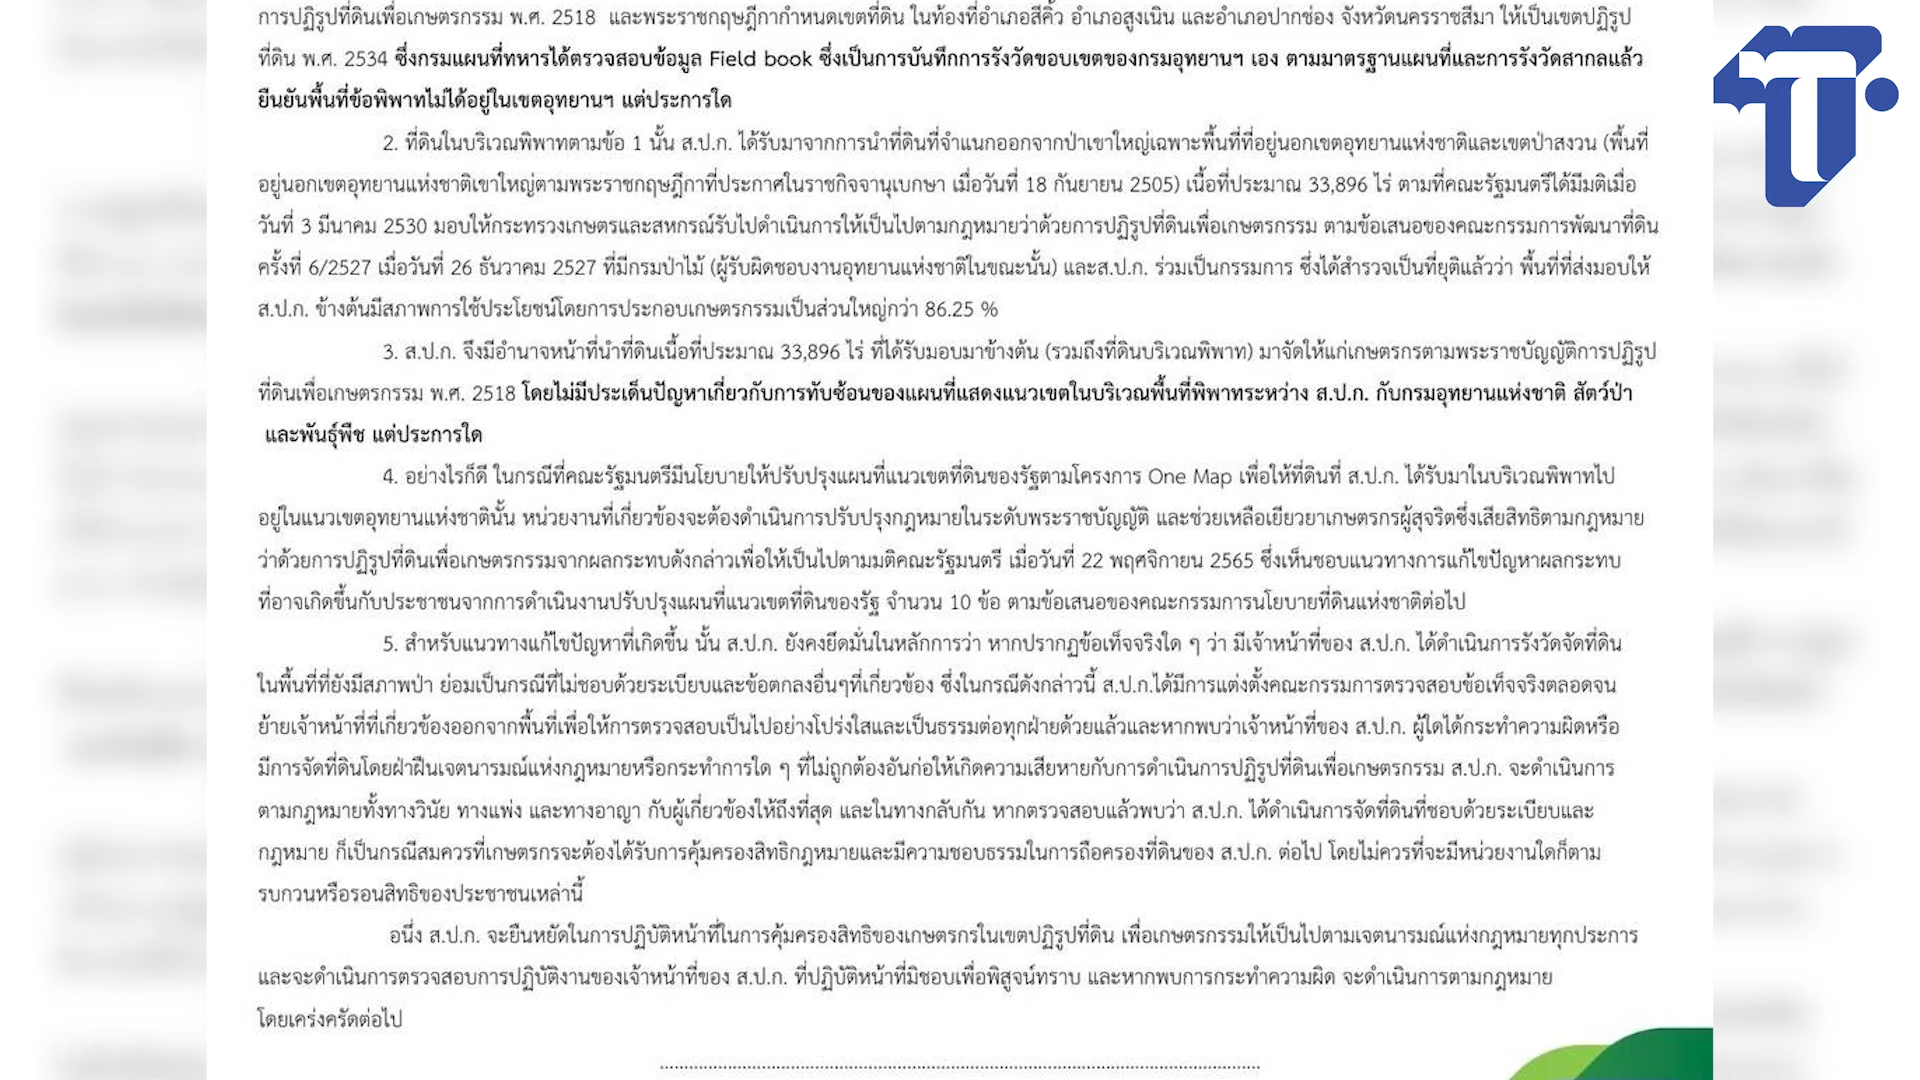 การปฏิรูปที่ดินเพื่อเกษตรกรรม พ.ศ. 2518 และพระราชกฤษฎีกากำหนดเขตที่ดิน ในท้องที่อำเภอสีคิ้ว อำเภอสูงเนิน และอำเภอปากช่อง จังหวัดนครราชสีมา ให้เป็นเขตปฏิรูป
ที่ดิน พ.ศ. 2534 ซึ่งกรมแผนที่ทหารได้ตรวจสอบข้อมูล Field book ซึ่งเป็นการบันทึกการรังวัดขอบเขตของกรมอุทยานฯ เอง ตามมาตรฐานแผนที่และการรังวัดสากลแล้ว
ยืนยันพื้นที่ข้อพิพาทไม่ได้อยู่ในเขตอุทยานฯ แต่ประการใด
2. ที่ดินในบริเวณพิพาทตามข้อ 1 นั้น ส.ป.ก. ได้รับมาจากการนำที่ดินที่จำแนกออกจากป่าเขาใหญ่เฉพาะพื้นที่ที่อยู่นอกเขตอุทยานแห่งชาติและเขตป่าสงวน (พื้นที่
อยู่นอกเขตอุทยานแห่งชาติเขาใหญ่ตามพระราชกฤษฎีกาที่ประกาศในราชกิจจานุเบกษา เมื่อวันที่ 18 กันยายน 2505) เนื้อที่ประมาณ 33,896 ไร่ ตามที่คณะรัฐมนตรีได้มีมติเมื่อ
วันที่ 3 มีนาคม 2530 มอบให้กระทรวงเกษตรและสหกรณ์รับไปดำเนินการให้เป็นไปตามกฎหมายว่าด้วยการปฏิรูปที่ดินเพื่อเกษตรกรรม ตามข้อเสนอของคณะกรรมการพัฒนาที่ดิน
ครั้งที่ 6/2527 เมื่อวันที่ 26 ธันวาคม 2527 ที่มีกรมป่าไม้ (ผู้รับผิดชอบงานอุทยานแห่งชาติในขณะนั้น) และส.ป.ก. ร่วมเป็นกรรมการ ซึ่งได้สำรวจเป็นที่ยุติแล้วว่า พื้นที่ที่ส่งมอบให้
ส.ป.ก. ข้างต้นมีสภาพการใช้ประโยชน์โดยการประกอบเกษตรกรรมเป็นส่วนใหญ่กว่า 86.25 %
3. ส.ป.ก. จึงมีอำนาจหน้าที่นำที่ดินเนื้อที่ประมาณ 33,896 ไร่ ที่ได้รับมอบมาข้างต้น (รวมถึงที่ดินบริเวณพิพาท) มาจัดให้แก่เกษตรกรตามพระราชบัญญัติการปฏิรูป
ที่ดินเพื่อเกษตรกรรม พ.ศ. 2518 โดยไม่มีประเด็นปัญหาเกี่ยวกับการทับซ้อนของแผนที่แสดงแนวเขตในบริเวณพื้นที่พิพาทระหว่าง ส.ป.ก. กับกรมอุทยานแห่งชาติ สัตว์ป่า
และพันธุ์พืช แต่ประการใด
4. อย่างไรก็ดี ในกรณีที่คณะรัฐมนตรีมีนโยบายให้ปรับปรุงแผนที่แนวเขตที่ดินของรัฐตามโครงการ One Map เพื่อให้ที่ดินที่ ส.ป.ก. ได้รับมาในบริเวณพิพาทไป
อยู่ในแนวเขตอุทยานแห่งชาตินั้น หน่วยงานที่เกี่ยวข้องจะต้องดำเนินการปรับปรุงกฎหมายในระดับพระราชบัญญัติ และช่วยเหลือเยียวยาเกษตรกรผู้สุจริตซึ่งเสียสิทธิตามกฎหมาย
ว่าด้วยการปฏิรูปที่ดินเพื่อเกษตรกรรมจากผลกระทบดังกล่าวเพื่อให้เป็นไปตามมติคณะรัฐมนตรี เมื่อวันที่ 22 พฤศจิกายน 2565 ซึ่งเห็นชอบแนวทางการแก้ไขปัญหาผลกระทบ
ที่อาจเกิดขึ้นกับประชาชนจากการดำเนินงานปรับปรุงแผนที่แนวเขตที่ดินของรัฐ จำนวน 10 ข้อ ตามข้อเสนอของคณะกรรมการนโยบายที่ดินแห่งชาติต่อไป
5. สำหรับแนวทางแก้ไขปัญหาที่เกิดขึ้น นั้น ส.ป.ก. ยังคงยึดมั่นในหลักการว่า หากปรากฏข้อเท็จจริงใด ๆ ว่า มีเจ้าหน้าที่ของ ส.ป.ก. ได้ดำเนินการรังวัดจัดที่ดิน
ในพื้นที่ที่ยังมีสภาพป่า ย่อมเป็นกรณีที่ไม่ชอบด้วยระเบียบและข้อตกลงอื่นๆที่เกี่ยวข้อง ซึ่งในกรณีดังกล่าวนี้ ส.ป.ก.ได้มีการแต่งตั้งคณะกรรมการตรวจสอบข้อเท็จจริงตลอดจน
ย้ายเจ้าหน้าที่ที่เกี่ยวข้องออกจากพื้นที่เพื่อให้การตรวจสอบเป็นไปอย่างโปร่งใสและเป็นธรรมต่อทุกฝ่ายด้วยแล้วและหากพบว่าเจ้าหน้าที่ของ ส.ป.ก. ผู้ใดได้กระทำความผิดหรือ
มีการจัดที่ดินโดยฝ่าฝืนเจตนารมณ์แห่งกฎหมายหรือกระทำการใด ๆ ที่ไม่ถูกต้องอันก่อให้เกิดความเสียหายกับการดำเนินการปฏิรูปที่ดินเพื่อเกษตรกรรม ส.ป.ก. จะดำเนินการ
ตามกฎหมายทั้งทางวินัย ทางแพ่ง และทางอาญา กับผู้เกี่ยวข้องให้ถึงที่สุด และในทางกลับกัน หากตรวจสอบแล้วพบว่า ส.ป.ก. ได้ดำเนินการจัดที่ดินที่ชอบด้วยระเบียบและ
กฎหมาย ก็เป็นกรณีสมควรที่เกษตรกรจะต้องได้รับการคุ้มครองสิทธิกฎหมายและมีความชอบธรรมในการถือครองที่ดินของ ส.ป.ก. ต่อไป โดยไม่ควรที่จะมีหน่วยงานใดก็ตาม
รบกวนหรือรอนสิทธิของประชาชนเหล่านี้
อนึ่ง ส.ป.ก. จะยืนหยัดในการปฏิบัติหน้าที่ในการคุ้มครองสิทธิของเกษตรกรในเขตปฏิรูปที่ดิน เพื่อเกษตรกรรมให้เป็นไปตามเจตนารมณ์แห่งกฎหมายทุกประการ
และจะดำเนินการตรวจสอบการปฏิบัติงานของเจ้าหน้าที่ของ ส.ป.ก. ที่ปฏิบัติหน้าที่มิชอบเพื่อพิสูจน์ทราบ และหากพบการกระทำความผิด จะดำเนินการตามกฎหมาย
โดยเคร่งครัดต่อไป